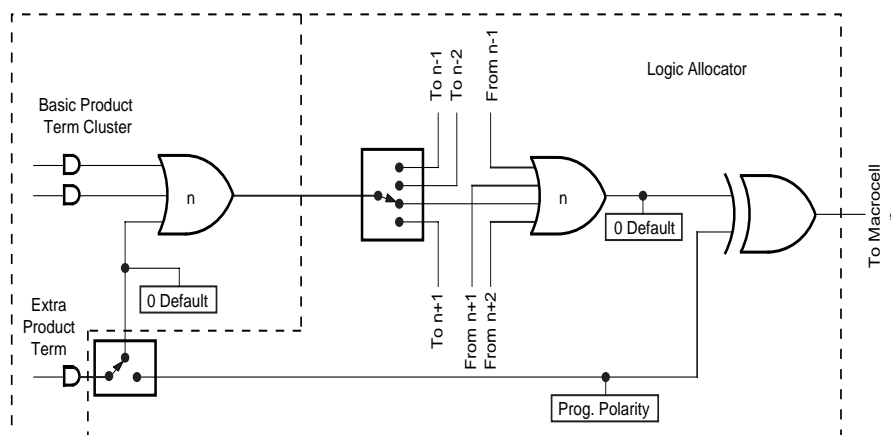 To n-1
To n-2
From n-1
Logic Allocator
Basic Product
Term Cluster
n
n
0 Default
To Macrocell
0 Default
Extra
Product
Term
To n+1
From n+1
From n+2
Prog. Polarity